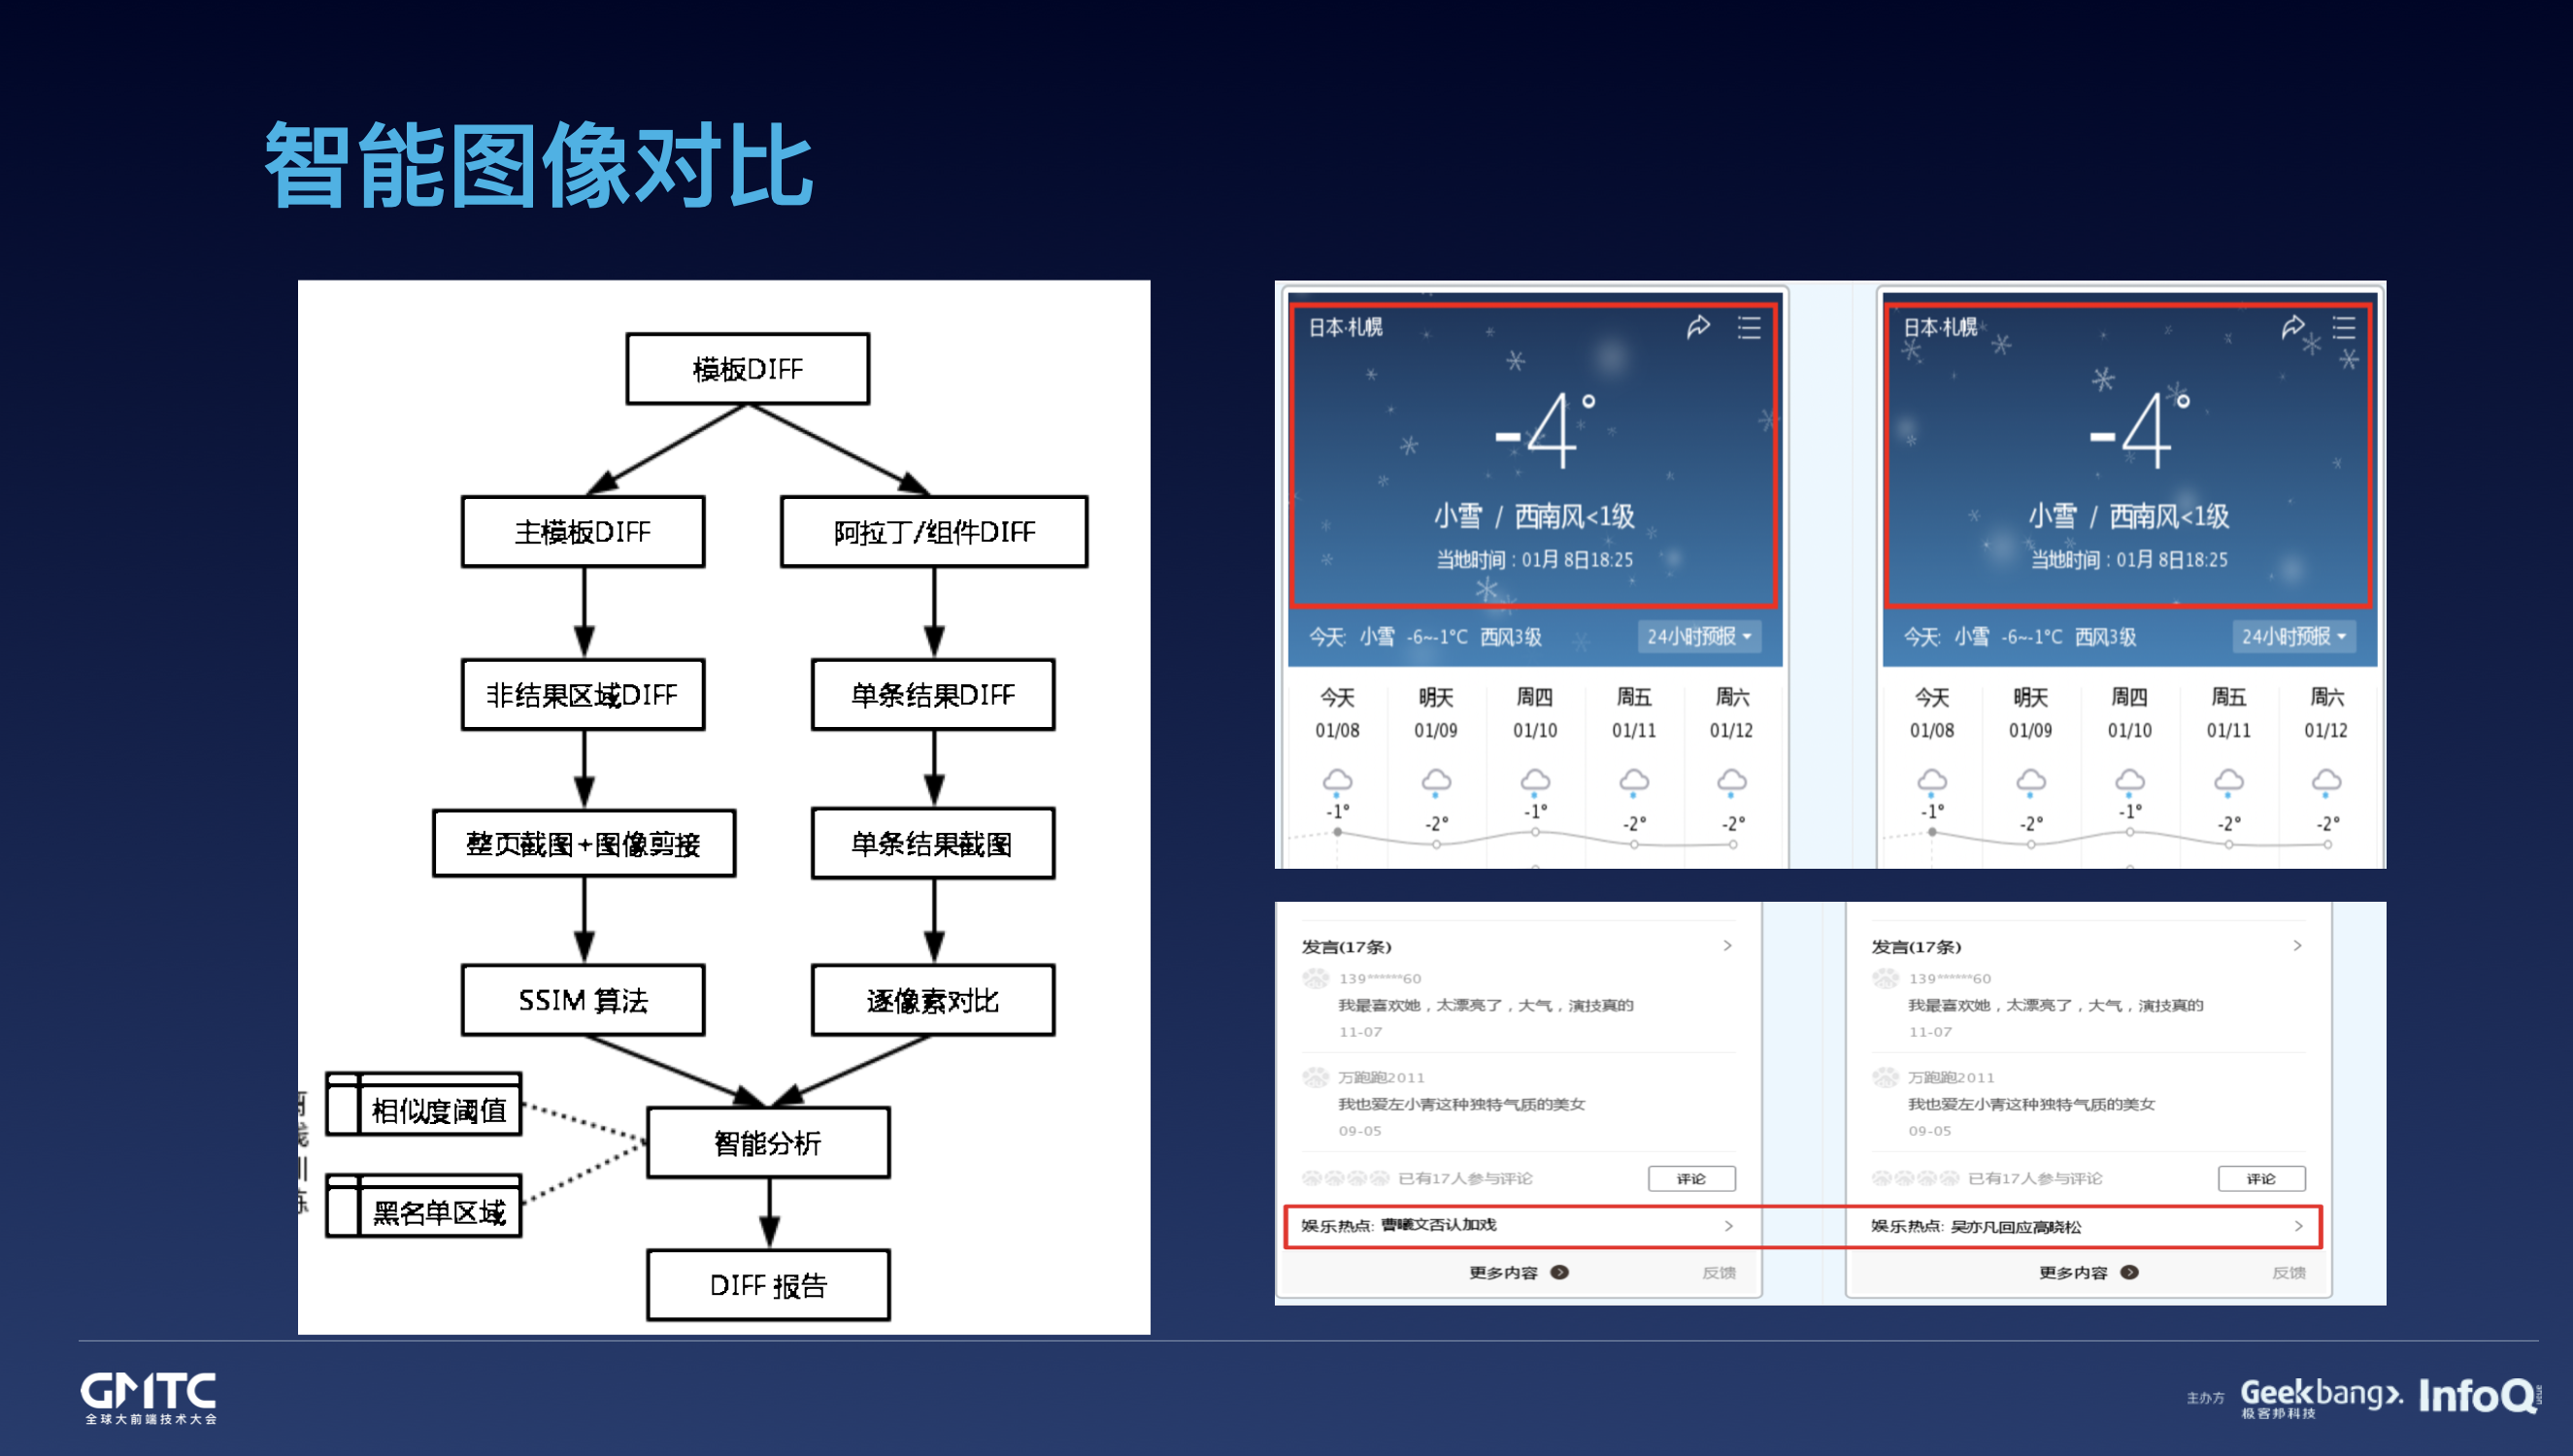 智能图像对比
模板DIFF
主模板DIFF
阿拉丁/组件DIFF
非结果区域DIFF
单条结果DIFF
整页截图+图像剪接
单条结果截图
SSIM 算法
逐像素对比
相似度阈值
黑名单区域
智能分析
DIFF 报告
日本·札幌
-4°
小雪 / 西南风<1级
当地时间：01月 8日18:25
今天: 小雪 -6~-1°C 西风3级 24小时预报
今天 明天 周四 周五 周六
01/08 01/09 01/10 01/11 01/12
-1° -2° -1° -2° -2°
日本·札幌
-4°
小雪 / 西南风<1级
当地时间：01月 8日18:25
今天: 小雪 -6~-1°C 西风3级 24小时预报
今天 明天 周四 周五 周六
01/08 01/09 01/10 01/11 01/12
-1° -2° -1° -2° -2°
发言(17条)
139******60
我最喜欢她，太漂亮了，大气，演技真的
11-07
万跑跑2011
我也爱左小青这种独特气质的美女
09-05
已有17人参与评论 评论
娱乐热点: 曹曦文否认加戏
更多内容 反馈
发言(17条)
139******60
我最喜欢她，太漂亮了，大气，演技真的
11-07
万跑跑2011
我也爱左小青这种独特气质的美女
09-05
已有17人参与评论 评论
娱乐热点: 吴亦凡回应高晓松
更多内容 反馈
GMTC
全球大前端技术大会
主办方 Geekbang>. InfoQ
极客邦科技